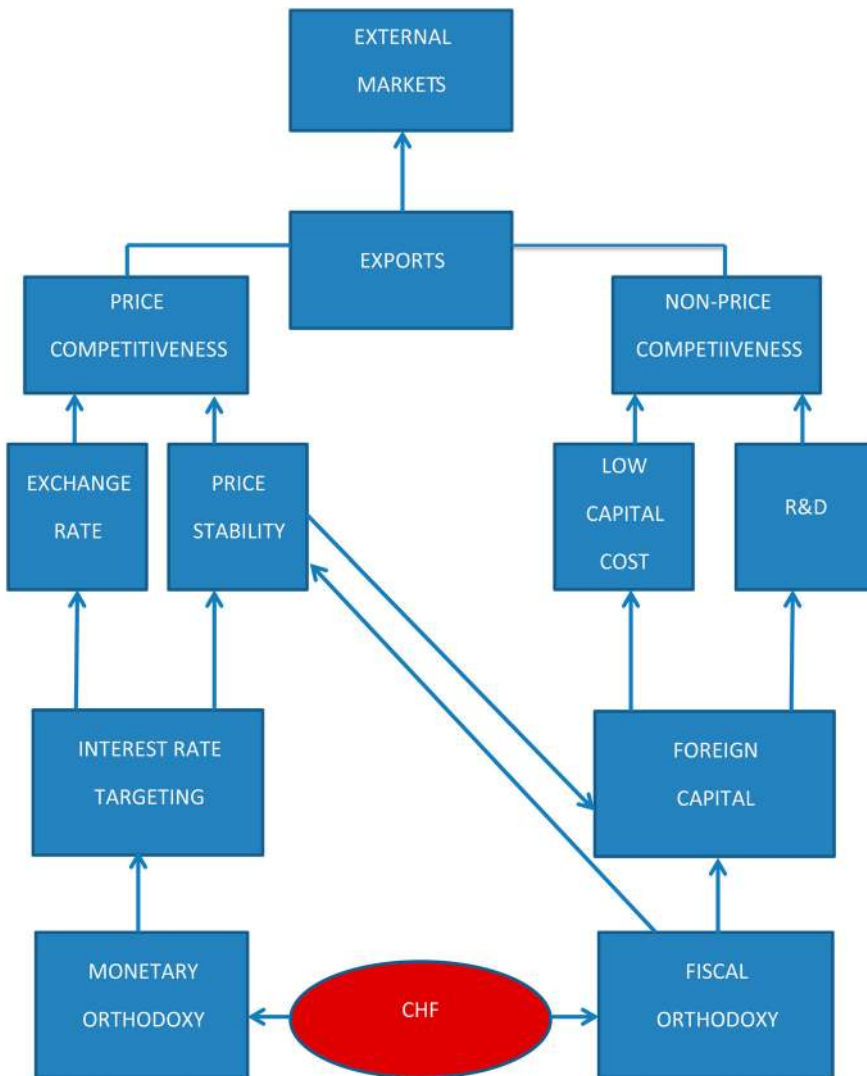 EXTERNAL
MARKETS
EXPORTS
PRICE
COMPETITIVENESS
NON-PRICE
COMPETIIVENESS
EXCHANGE
RATE
PRICE
STABILITY
LOW
CAPITAL
COST
R&D
INTEREST RATE
TARGETING
FOREIGN
CAPITAL
MONETARY
ORTHODOXY
CHF
FISCAL
ORTHODOXY